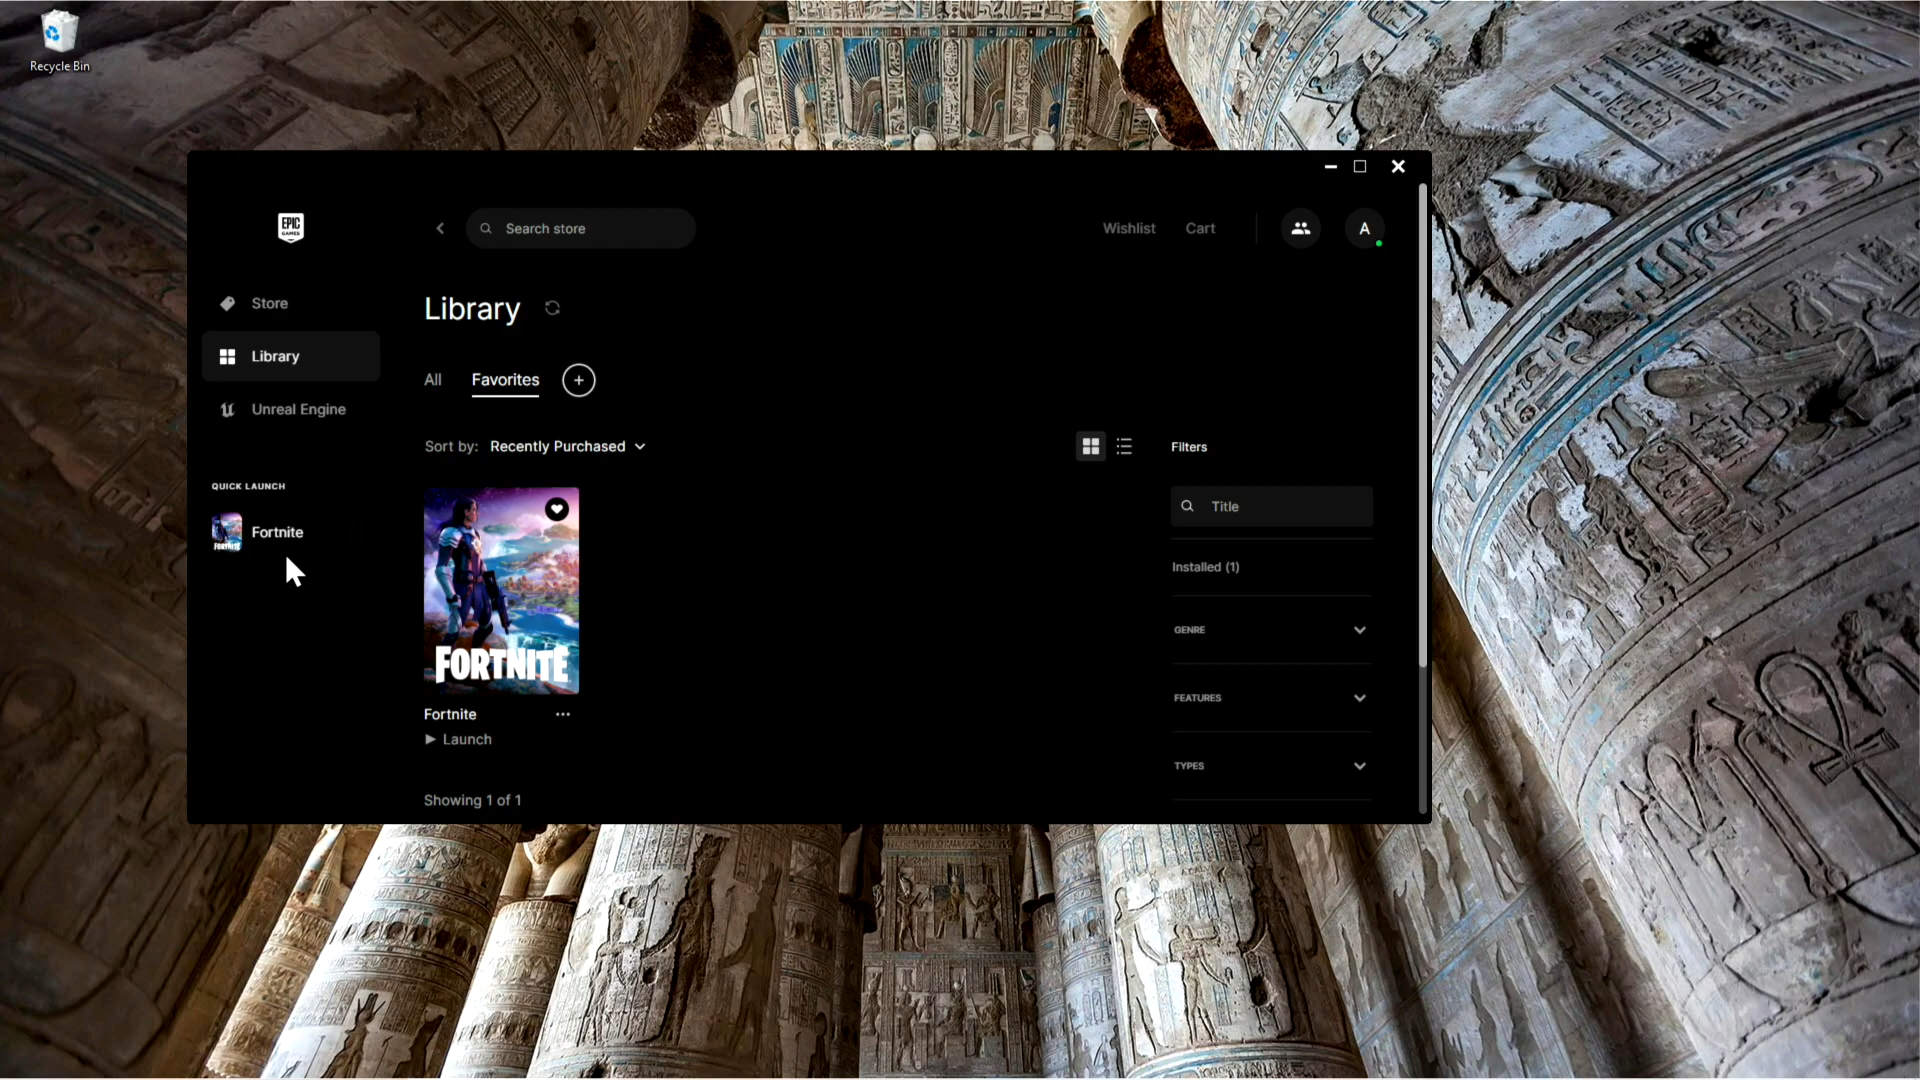 Recycle Bin
EPIC
GAMES
Search store
Wishlist
Cart
A
Store
Library
Unreal Engine
QUICK LAUNCH
FORTNITE
Fortnite
Library
All
Favorites
Sort by: Recently Purchased
FORTNITE
Fortnite
Launch
Showing 1 of 1
Filters
Title
Installed (1)
GENRE
FEATURES
TYPES